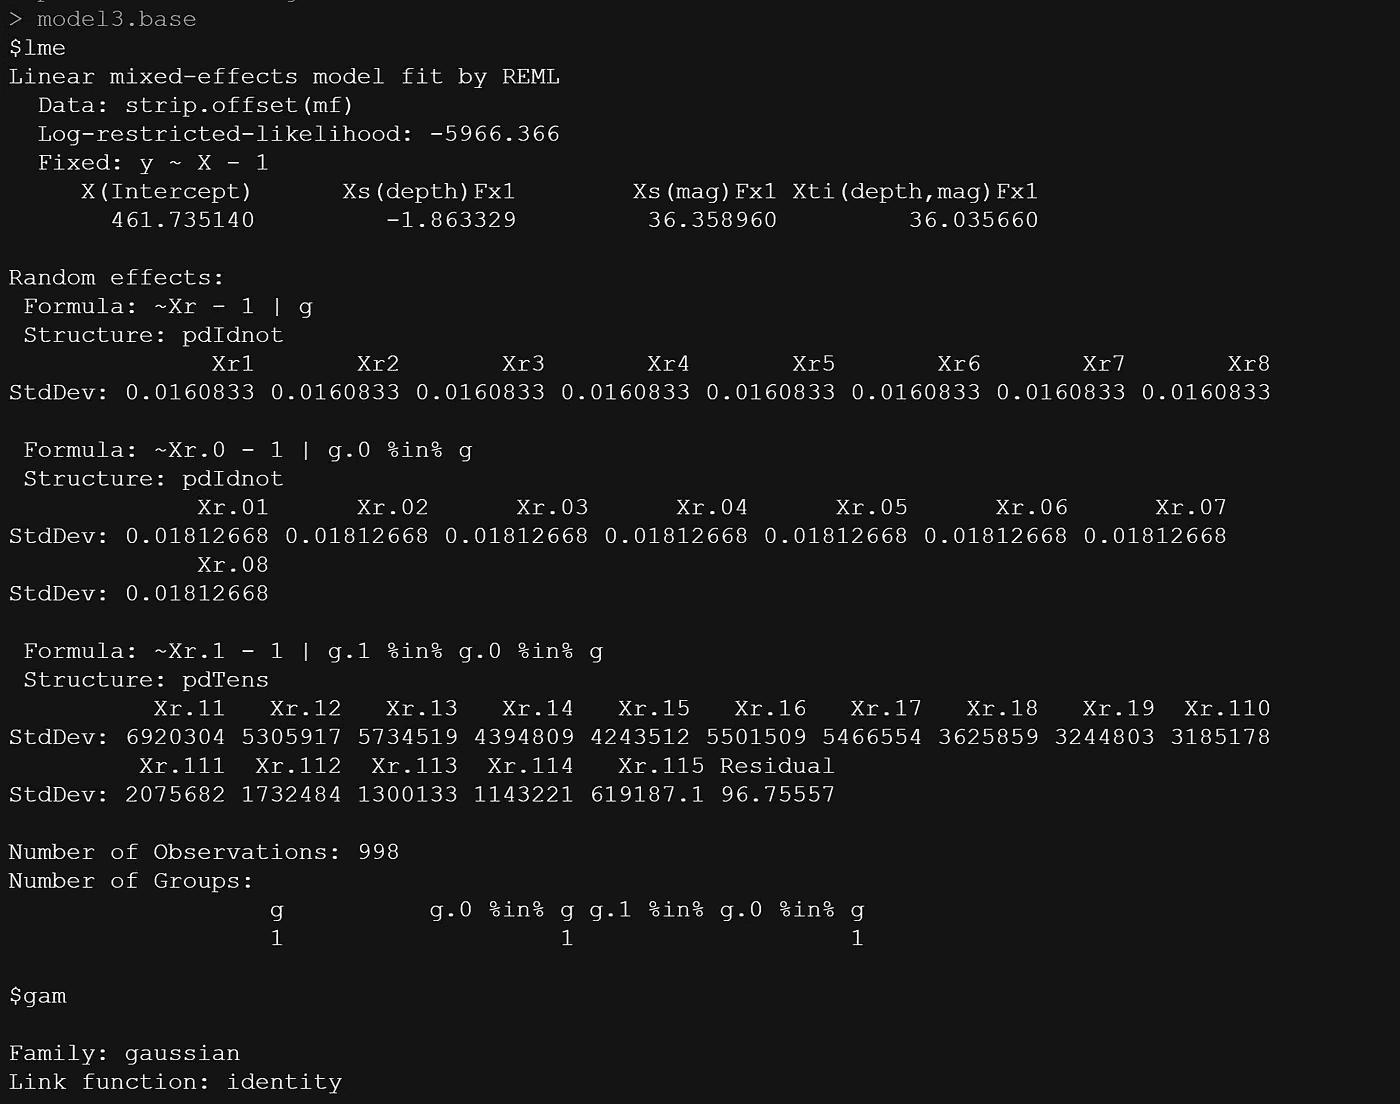 > model3.base
$lme
Linear mixed-effects model fit by REML
  Data: strip.offset(mf)
  Log-restricted-likelihood: -5966.366
  Fixed: y ~ X - 1
     X(Intercept)      Xs(depth)Fx1        Xs(mag)Fx1 Xti(depth,mag)Fx1
       461.735140         -1.863329         36.358960         36.035660

Random effects:
 Formula: ~Xr - 1 | g
 Structure: pdIdnot
              Xr1       Xr2       Xr3       Xr4       Xr5       Xr6       Xr7       Xr8
StdDev: 0.0160833 0.0160833 0.0160833 0.0160833 0.0160833 0.0160833 0.0160833 0.0160833

 Formula: ~Xr.0 - 1 | g.0 %in% g
 Structure: pdIdnot
             Xr.01      Xr.02      Xr.03      Xr.04      Xr.05      Xr.06      Xr.07
StdDev: 0.01812668 0.01812668 0.01812668 0.01812668 0.01812668 0.01812668 0.01812668
             Xr.08
StdDev: 0.01812668

 Formula: ~Xr.1 - 1 | g.1 %in% g.0 %in% g
 Structure: pdTens
          Xr.11   Xr.12   Xr.13   Xr.14   Xr.15   Xr.16   Xr.17   Xr.18   Xr.19  Xr.110
StdDev: 6920304 5305917 5734519 4394809 4243512 5501509 5466554 3625859 3244803 3185178
         Xr.111  Xr.112  Xr.113  Xr.114   Xr.115 Residual
StdDev: 2075682 1732484 1300133 1143221 619187.1 96.75557

Number of Observations: 998
Number of Groups:
                  g          g.0 %in% g g.1 %in% g.0 %in% g
                  1                   1                   1

$gam

Family: gaussian
Link function: identity